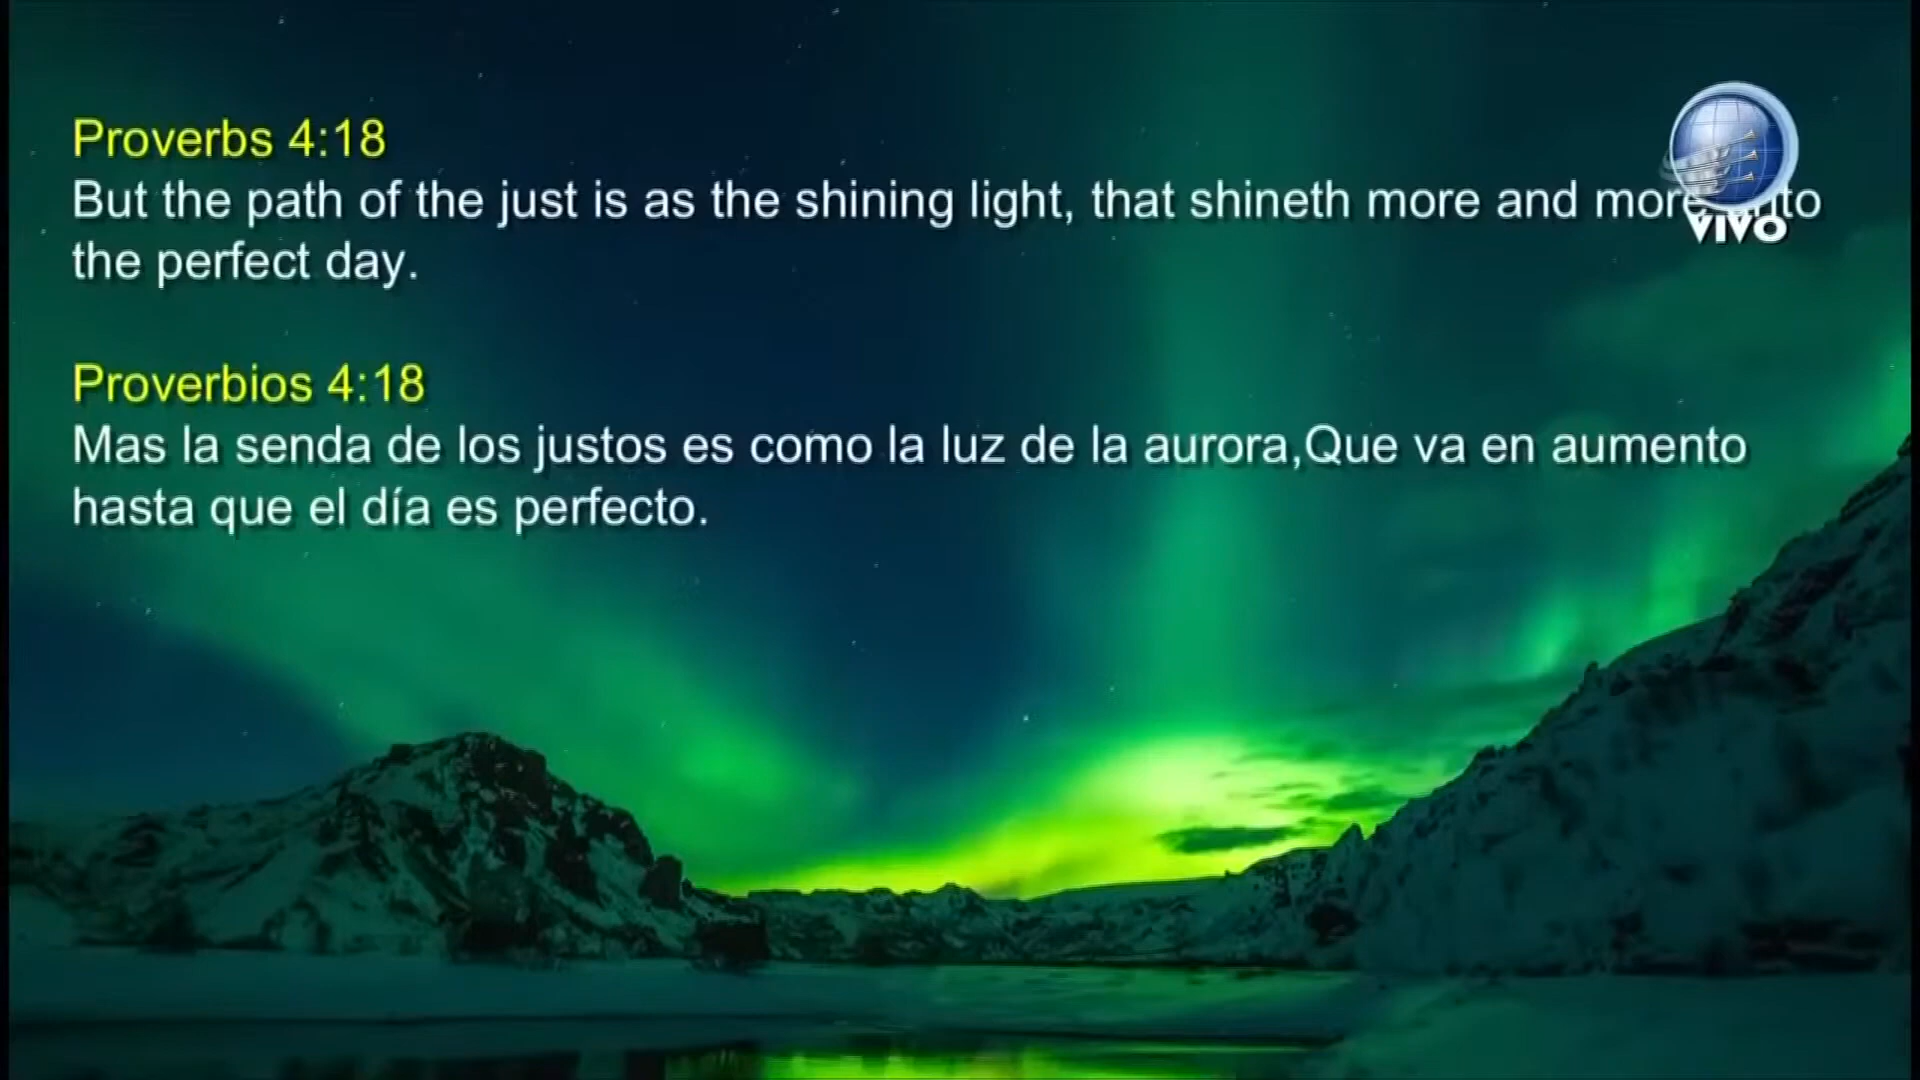 Proverbs 4:18
But the path of the just is as the shining light, that shineth more and more unto
the perfect day.
VIVO
Proverbios 4:18
Mas la senda de los justos es como la luz de la aurora,Que va en aumento
hasta que el día es perfecto.